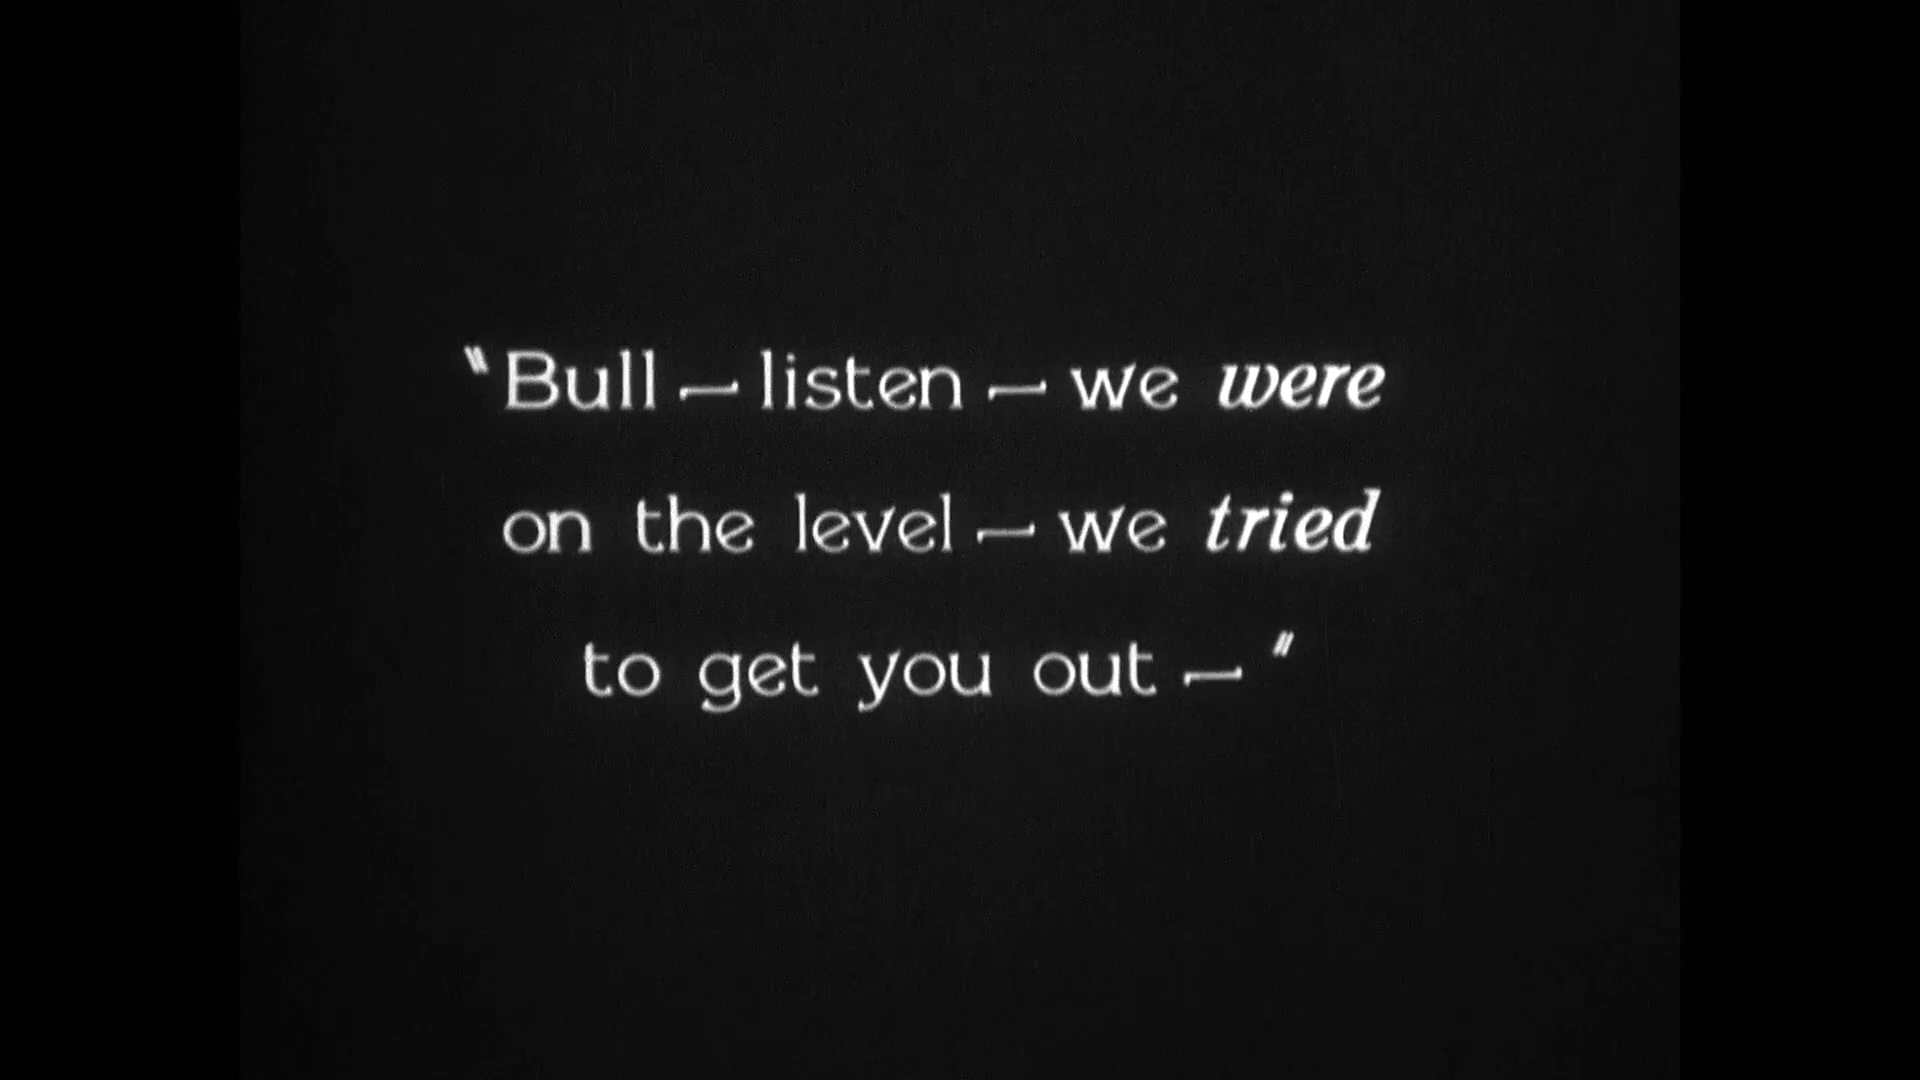 "Bull — listen — we were
on the level — we tried
to get you out — "